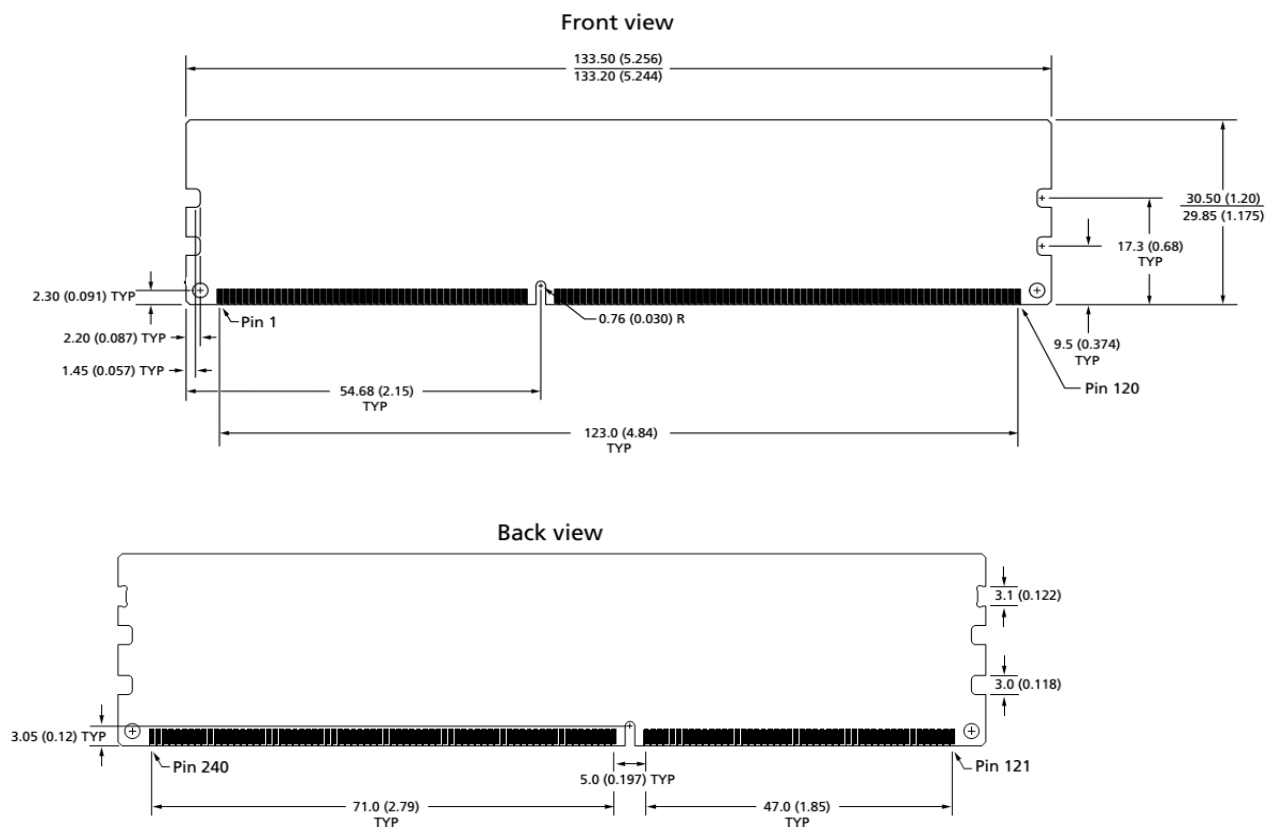 Front view
133.50 (5.256)
133.20 (5.244)
30.50 (1.20)
29.85 (1.175)
17.3 (0.68)
TYP
2.30 (0.091) TYP
Pin 1
0.76 (0.030) R
2.20 (0.087) TYP
9.5 (0.374)
TYP
1.45 (0.057) TYP
54.68 (2.15)
TYP
Pin 120
123.0 (4.84)
TYP
Back view
3.1 (0.122)
3.0 (0.118)
3.05 (0.12) TYP
Pin 240
5.0 (0.197) TYP
Pin 121
71.0 (2.79)
TYP
47.0 (1.85)
TYP